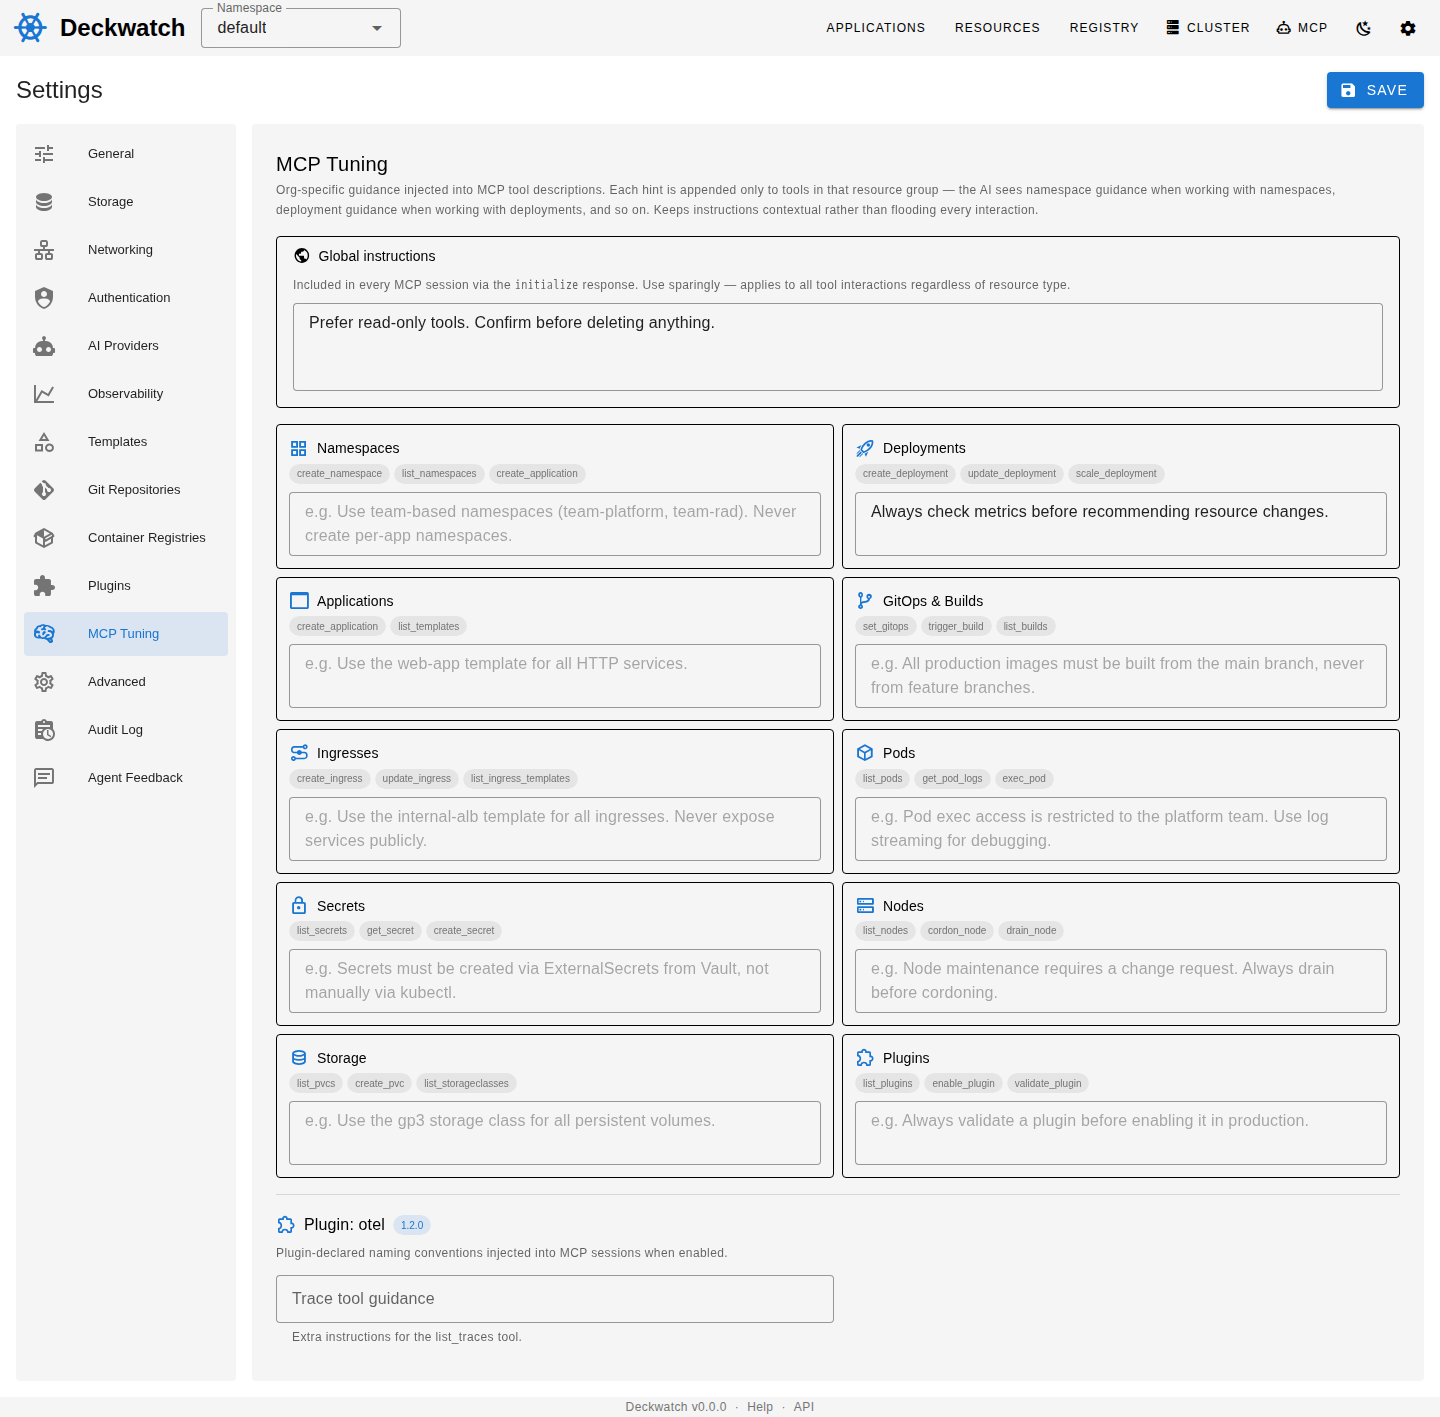 Deckwatch
Namespace
default
APPLICATIONS
RESOURCES
REGISTRY
CLUSTER
MCP
Settings
SAVE
General
Storage
Networking
Authentication
AI Providers
Observability
Templates
Git Repositories
Container Registries
Plugins
MCP Tuning
Advanced
Audit Log
Agent Feedback
MCP Tuning
Org-specific guidance injected into MCP tool descriptions. Each hint is appended only to tools in that resource group — the AI sees namespace guidance when working with namespaces,
deployment guidance when working with deployments, and so on. Keeps instructions contextual rather than flooding every interaction.
Global instructions
Included in every MCP session via the initialize response. Use sparingly — applies to all tool interactions regardless of resource type.
Prefer read-only tools. Confirm before deleting anything.
Namespaces
create_namespace list_namespaces create_application
e.g. Use team-based namespaces (team-platform, team-rad). Never
create per-app namespaces.
Deployments
create_deployment update_deployment scale_deployment
Always check metrics before recommending resource changes.
Applications
create_application list_templates
e.g. Use the web-app template for all HTTP services.
GitOps & Builds
set_gitops trigger_build list_builds
e.g. All production images must be built from the main branch, never
from feature branches.
Ingresses
create_ingress update_ingress list_ingress_templates
e.g. Use the internal-alb template for all ingresses. Never expose
services publicly.
Pods
list_pods get_pod_logs exec_pod
e.g. Pod exec access is restricted to the platform team. Use log
streaming for debugging.
Secrets
list_secrets get_secret create_secret
e.g. Secrets must be created via ExternalSecrets from Vault, not
manually via kubectl.
Nodes
list_nodes cordon_node drain_node
e.g. Node maintenance requires a change request. Always drain
before cordoning.
Storage
list_pvcs create_pvc list_storageclasses
e.g. Use the gp3 storage class for all persistent volumes.
Plugins
list_plugins enable_plugin validate_plugin
e.g. Always validate a plugin before enabling it in production.
Plugin: otel 1.2.0
Plugin-declared naming conventions injected into MCP sessions when enabled.
Trace tool guidance
Extra instructions for the list_traces tool.
Deckwatch v0.0.0 · Help · API